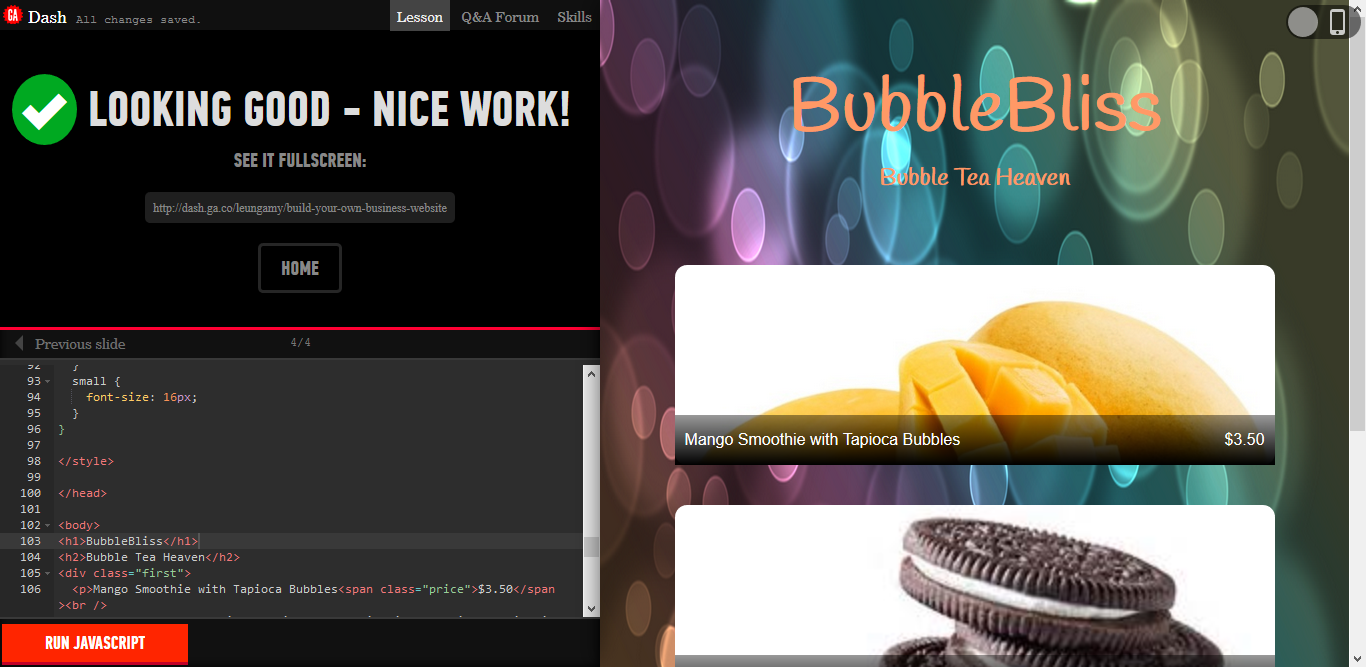 GA Dash All changes saved. Lesson Q&A Forum Skills
LOOKING GOOD – NICE WORK!
SEE IT FULLSCREEN:
http://dash.ga.co/leungamy/build-your-own-business-website
HOME
Previous slide 4/4
92 }
93 small {
94 font-size: 16px;
95 }
96 }
97
98 </style>
99
100 </head>
101
102 <body>
103 <h1>BubbleBliss</h1>
104 <h2>Bubble Tea Heaven</h2>
105 <div class="first">
106 <p>Mango Smoothie with Tapioca Bubbles<span class="price">$3.50</span
><br />
RUN JAVASCRIPT
BubbleBliss
Bubble Tea Heaven
Mango Smoothie with Tapioca Bubbles $3.50